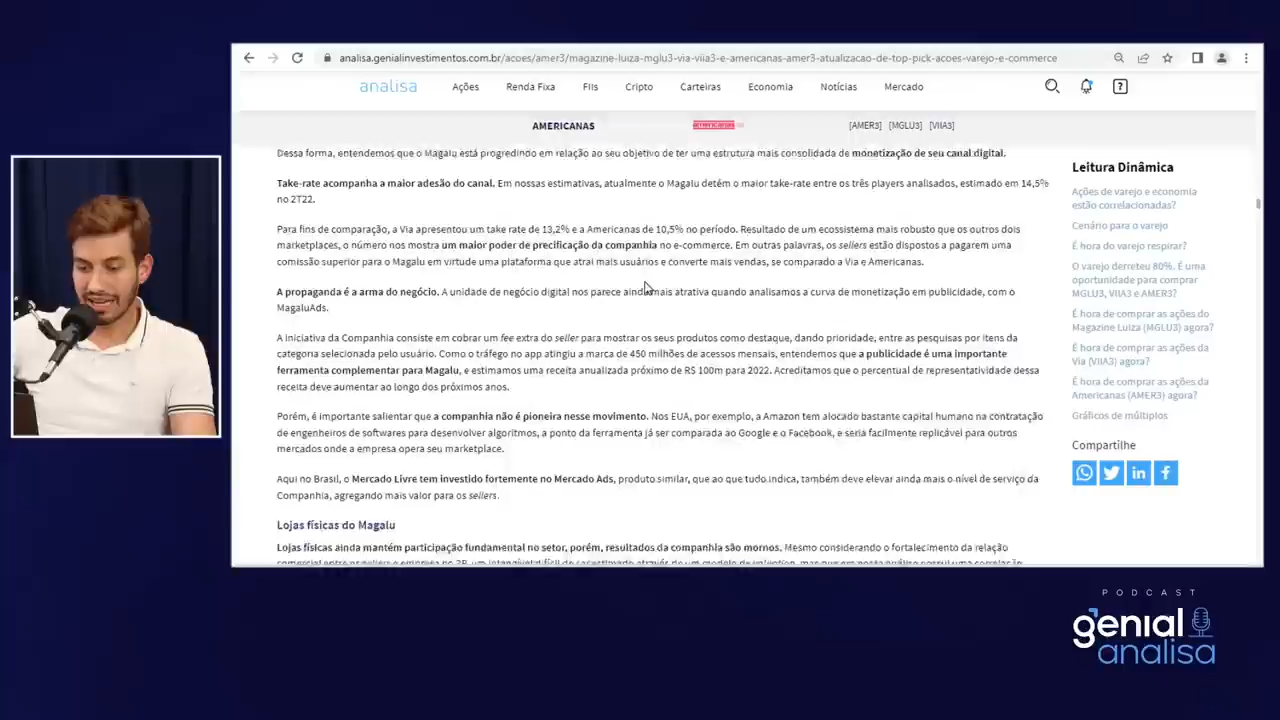 analisa.genialinvestimentos.com.br/acoes/amer3/magazine-luiza-mglu3-via-viia3-e-americanas-amer3-atualizacao-de-top-pick-acoes-varejo-e-commerce
analisa Ações Renda Fixa FIIs Cripto Carteiras Economia Notícias Mercado
AMERICANAS americanas [AMER3] [MGLU3] [VIIA3]
Dessa forma, entendemos que o Magalu está progredindo em relação ao seu objetivo de ter uma estrutura mais consolidada de monetização de seu canal digital.
Take-rate acompanha a maior adesão do canal. Em nossas estimativas, atualmente o Magalu detém o maior take-rate entre os três players analisados, estimado em 14,5%
no 2T22.
Para fins de comparação, a Via apresentou um take rate de 13,2% e a Americanas de 10,5% no período. Resultado de um ecossistema mais robusto que os outros dois
marketplaces, o número nos mostra um maior poder de precificação da companhia no e-commerce. Em outras palavras, os sellers estão dispostos a pagarem uma
comissão superior para o Magalu em virtude uma plataforma que atrai mais usuários e converte mais vendas, se comparado a Via e Americanas.
A propaganda é a arma do negócio. A unidade de negócio digital nos parece ainda mais atrativa quando analisamos a curva de monetização em publicidade, com o
MagaluAds.
A iniciativa da Companhia consiste em cobrar um fee extra do seller para mostrar os seus produtos como destaque, dando prioridade, entre as pesquisas por itens da
categoria selecionada pelo usuário. Como o tráfego no app atingiu a marca de 450 milhões de acessos mensais, entendemos que a publicidade é uma importante
ferramenta complementar para Magalu, e estimamos uma receita anualizada próximo de R$ 100m para 2022. Acreditamos que o percentual de representatividade dessa
receita deve aumentar ao longo dos próximos anos.
Porém, é importante salientar que a companhia não é pioneira nesse movimento. Nos EUA, por exemplo, a Amazon tem alocado bastante capital humano na contratação
de engenheiros de softwares para desenvolver algoritmos, a ponto da ferramenta já ser comparada ao Google e o Facebook, e seria facilmente replicável para outros
mercados onde a empresa opera seu marketplace.
Aqui no Brasil, o Mercado Livre tem investido fortemente no Mercado Ads, produto similar, que ao que tudo indica, também deve elevar ainda mais o nível de serviço da
Companhia, agregando mais valor para os sellers.
Lojas físicas do Magalu
Lojas físicas ainda mantém participação fundamental no setor, porém, resultados da companhia são mornos. Mesmo considerando o fortalecimento da relação
Leitura Dinâmica
Ações de varejo e economia
estão correlacionadas?
Cenário para o varejo
É hora do varejo respirar?
O varejo derreteu 80%. É uma
oportunidade para comprar
MGLU3, VIIA3 e AMER3?
É hora de comprar as ações do
Magazine Luiza (MGLU3) agora?
É hora de comprar as ações da
Via (VIIA3) agora?
É hora de comprar as ações da
Americanas (AMER3) agora?
Gráficos de múltiplos
Compartilhe
PODCAST
genial
analisa